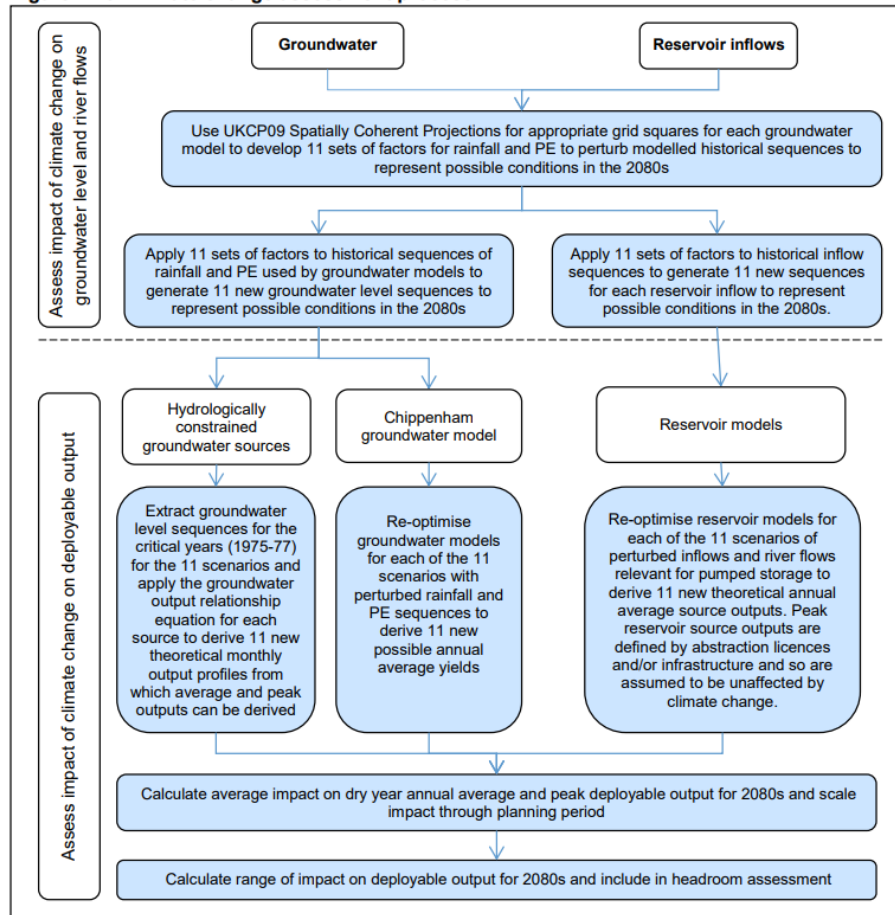 Assess impact of climate change on
groundwater level and river flows
Groundwater
Reservoir inflows
Use UKCP09 Spatially Coherent Projections for appropriate grid squares for each groundwater
model to develop 11 sets of factors for rainfall and PE to perturb modelled historical sequences to
represent possible conditions in the 2080s
Apply 11 sets of factors to historical sequences of
rainfall and PE used by groundwater models to
generate 11 new groundwater level sequences to
represent possible conditions in the 2080s
Apply 11 sets of factors to historical inflow
sequences to generate 11 new sequences
for each reservoir inflow to represent
possible conditions in the 2080s.
Assess impact of climate change on deployable output
Hydrologically
constrained
groundwater sources
Chippenham
groundwater model
Reservoir models
Extract groundwater
level sequences for the
critical years (1975-77)
for the 11 scenarios and
apply the groundwater
output relationship
equation for each
source to derive 11 new
theoretical monthly
output profiles from
which average and peak
outputs can be derived
Re-optimise
groundwater models
for each of the 11
scenarios with
perturbed rainfall and
PE sequences to
derive 11 new
possible annual
average yields
Re-optimise reservoir models for
each of the 11 scenarios of
perturbed inflows and river flows
relevant for pumped storage to
derive 11 new theoretical annual
average source outputs. Peak
reservoir source outputs are
defined by abstraction licences
and/or infrastructure and so are
assumed to be unaffected by
climate change.
Calculate average impact on dry year annual average and peak deployable output for 2080s and scale
impact through planning period
Calculate range of impact on deployable output for 2080s and include in headroom assessment